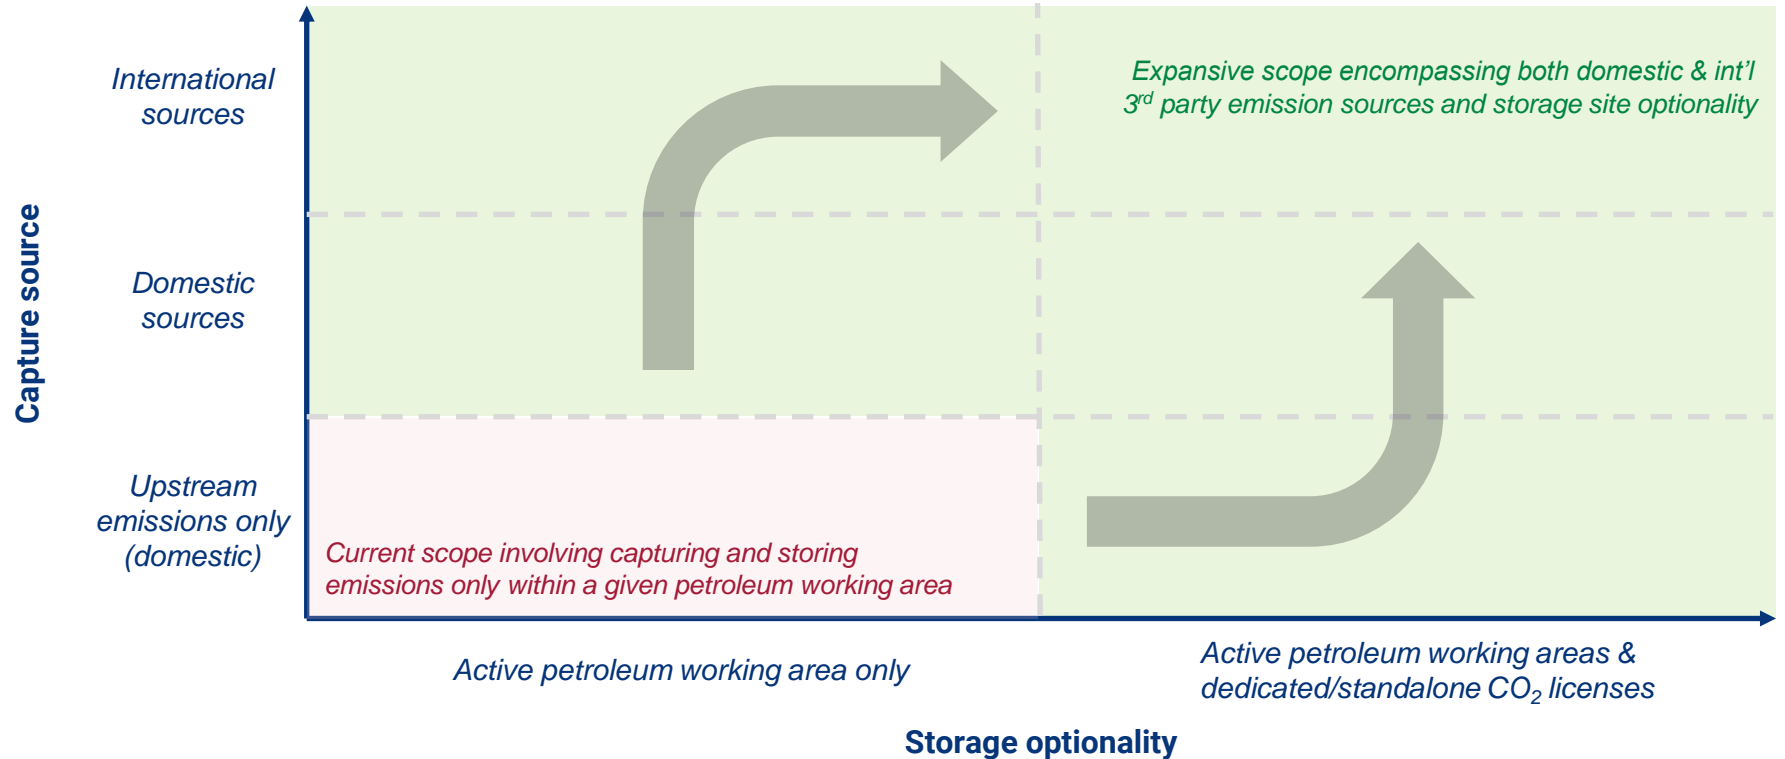 International
sources
Expansive scope encompassing both domestic & int'l
3rd party emission sources and storage site optionality
Capture source
Domestic
sources
Upstream
emissions only
(domestic)
Current scope involving capturing and storing
emissions only within a given petroleum working area
Active petroleum working area only
Active petroleum working areas &
dedicated/standalone CO2 licenses
Storage optionality